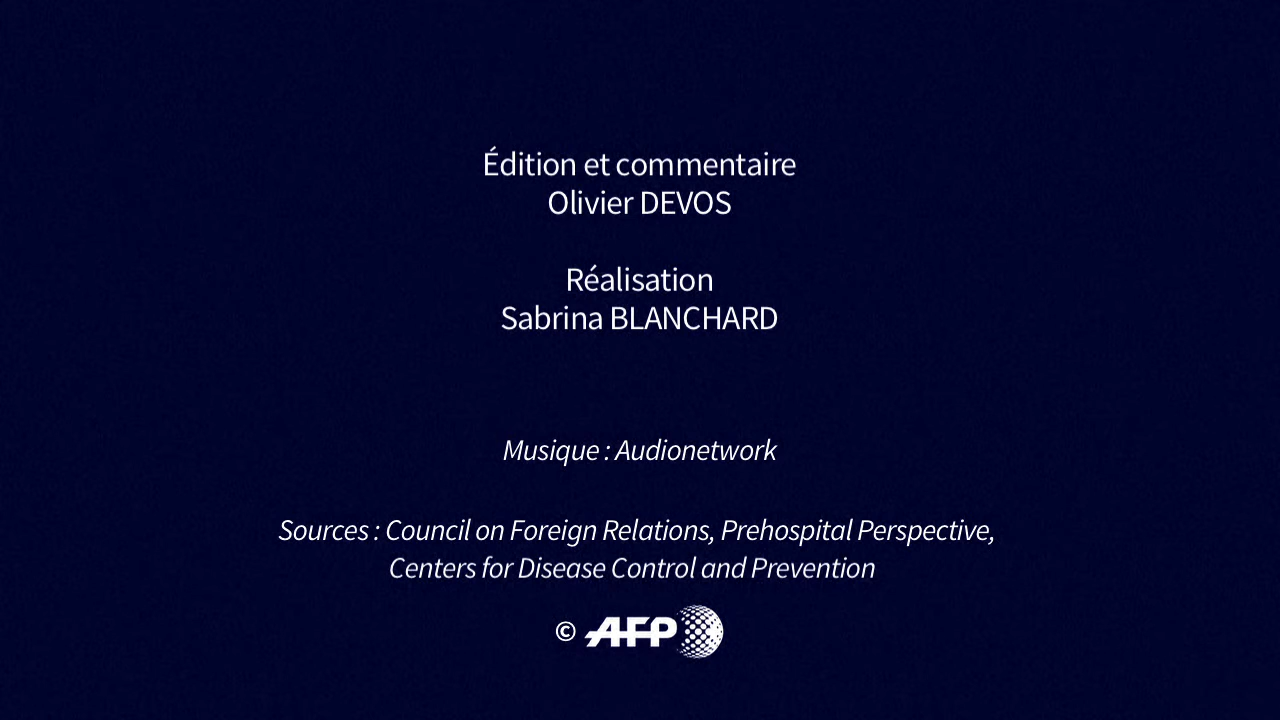 Édition et commentaire
Olivier DEVOS
Réalisation
Sabrina BLANCHARD
Musique : Audionetwork
Sources : Council on Foreign Relations, Prehospital Perspective,
Centers for Disease Control and Prevention
© AFP